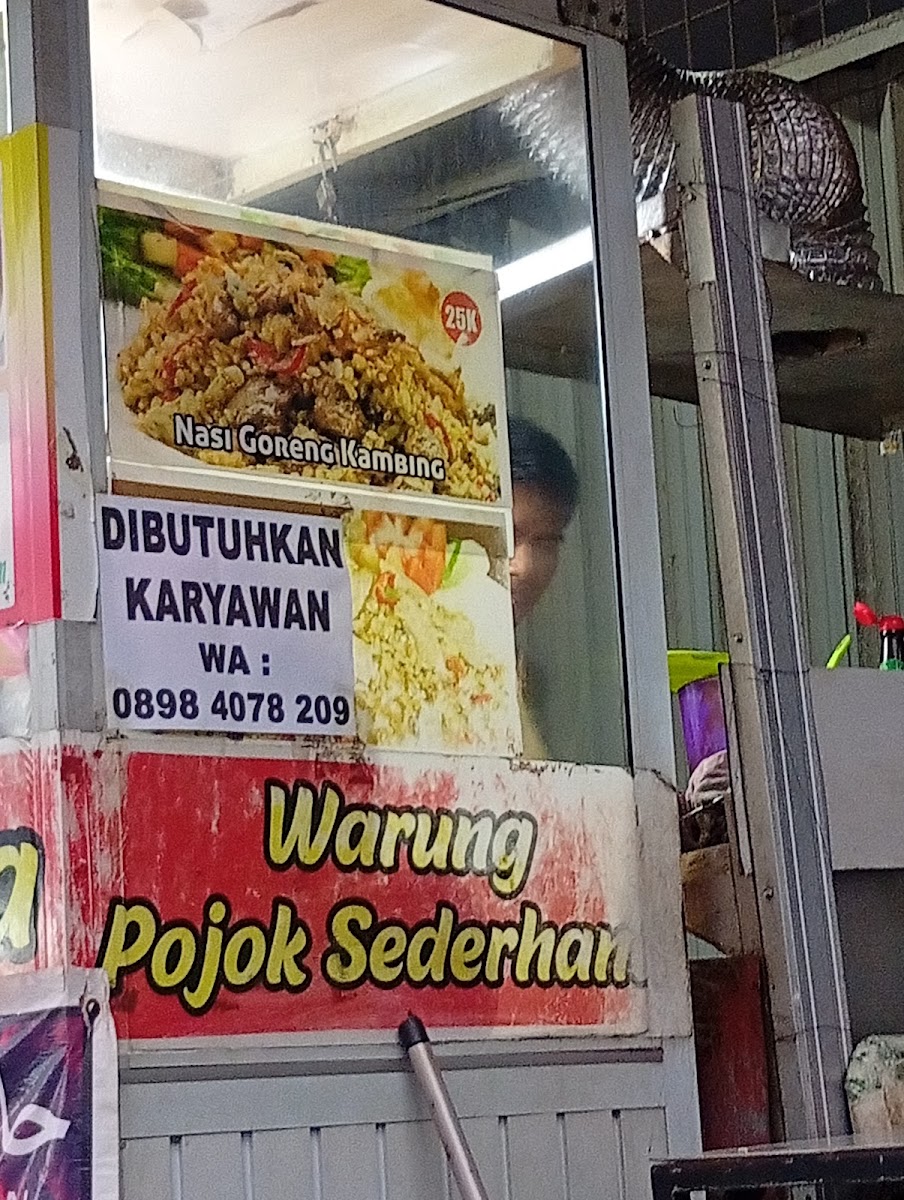 25K
Nasi Goreng Kambing
DIBUTUHKAN
KARYAWAN
WA :
0898 4078 209
Warung
Pojok Sederhan
a